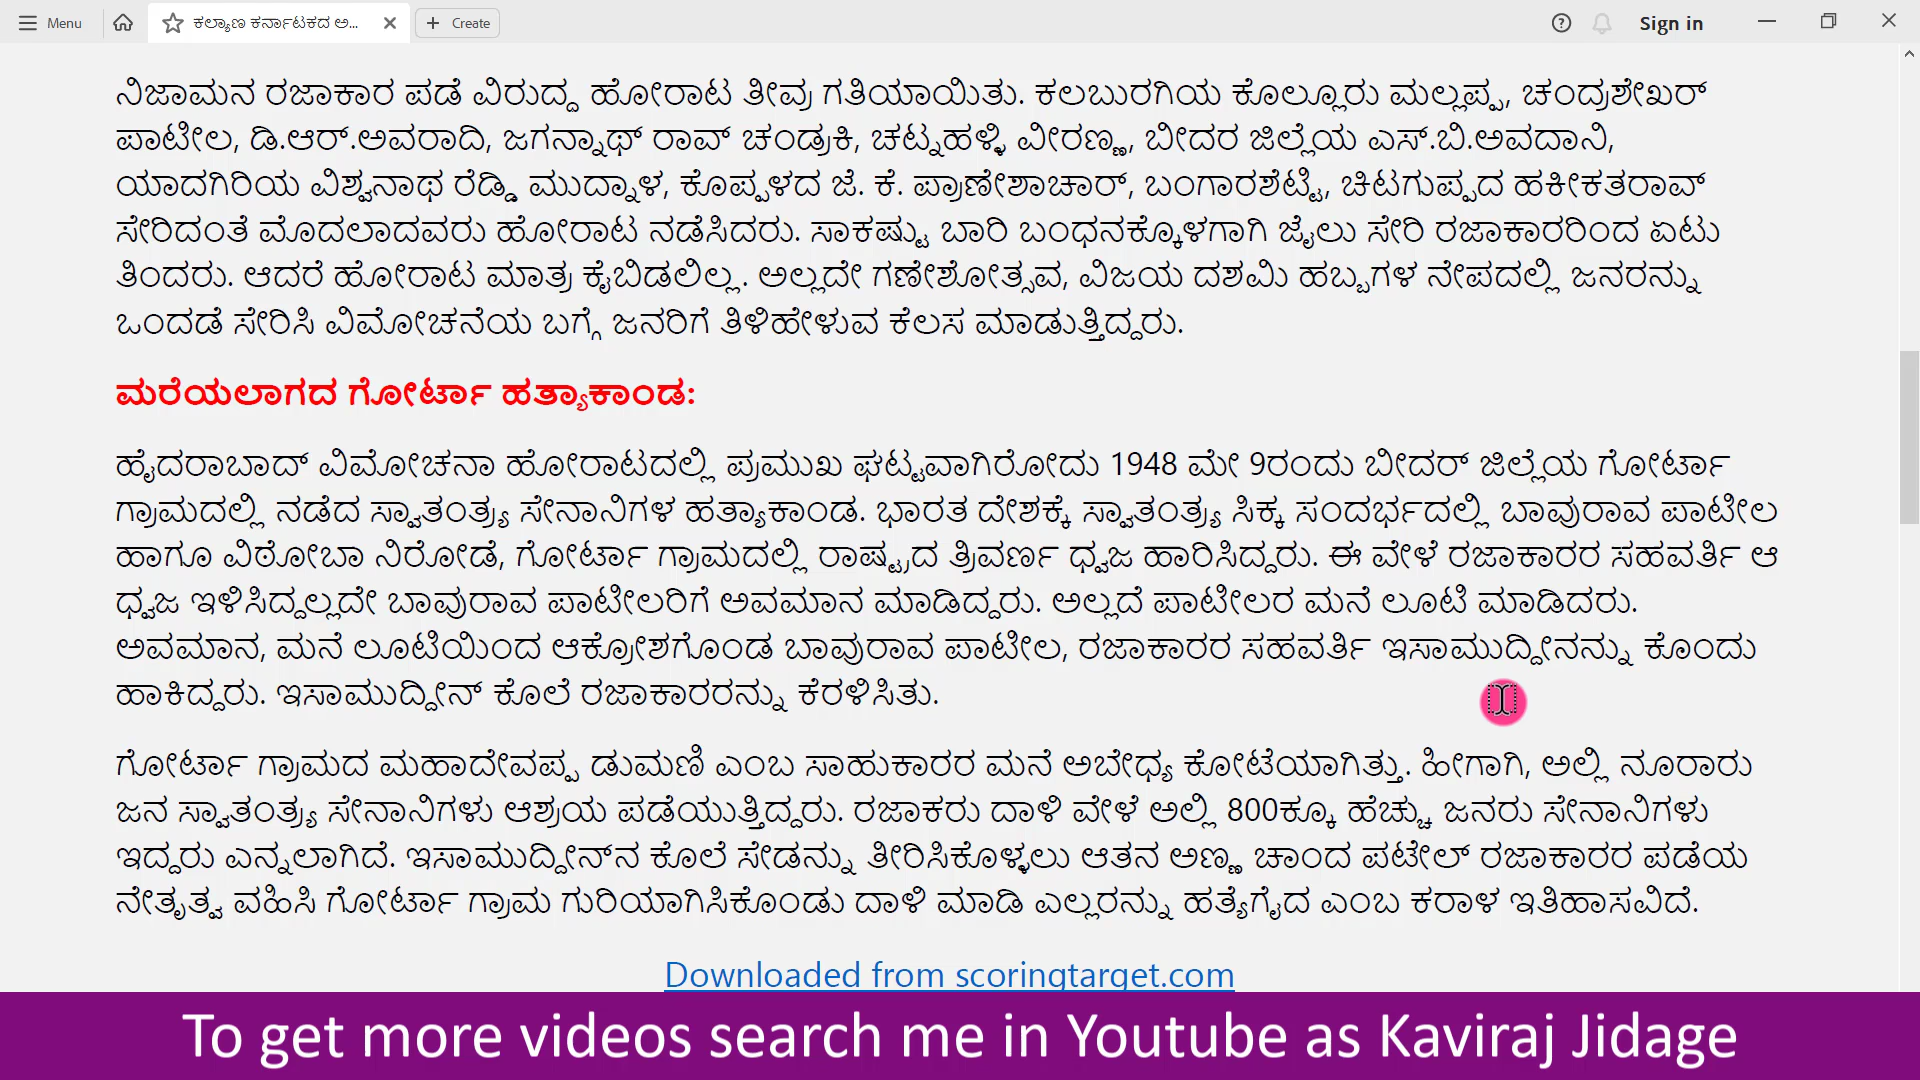 Menu
ಕಲ್ಯಾಣ ಕರ್ನಾಟಕದ ಅ...
Create
Sign in
ನಿಜಾಮನ ರಜಾಕಾರ ಪಡೆ ವಿರುದ್ಧ ಹೋರಾಟ ತೀವ್ರ ಗತಿಯಾಯಿತು. ಕಲಬುರಗಿಯ ಕೊಲ್ಲೂರು ಮಲ್ಲಪ್ಪ, ಚಂದ್ರಶೇಖರ್
ಪಾಟೀಲ, ಡಿ.ಆರ್.ಅವರಾದಿ, ಜಗನ್ನಾಥ್ ರಾವ್ ಚಂಡ್ರಕಿ, ಚಟ್ನಹಳ್ಳಿ ವೀರಣ್ಣ, ಬೀದರ ಜಿಲ್ಲೆಯ ಎಸ್.ಬಿ.ಅವದಾನಿ,
ಯಾದಗಿರಿಯ ವಿಶ್ವನಾಥ ರೆಡ್ಡಿ ಮುದ್ನಾಳ, ಕೊಪ್ಪಳದ ಜೆ. ಕೆ. ಪ್ರಾಣೇಶಾಚಾರ್, ಬಂಗಾರಶೆಟ್ಟಿ, ಚಿಟಗುಪ್ಪದ ಹಕೀಕತರಾವ್
ಸೇರಿದಂತೆ ಮೊದಲಾದವರು ಹೋರಾಟ ನಡೆಸಿದರು. ಸಾಕಷ್ಟು ಬಾರಿ ಬಂಧನಕ್ಕೊಳಗಾಗಿ ಜೈಲು ಸೇರಿ ರಜಾಕಾರರಿಂದ ಏಟು
ತಿಂದರು. ಆದರೆ ಹೋರಾಟ ಮಾತ್ರ ಕೈಬಿಡಲಿಲ್ಲ. ಅಲ್ಲದೇ ಗಣೇಶೋತ್ಸವ, ವಿಜಯ ದಶಮಿ ಹಬ್ಬಗಳ ನೇಪದಲ್ಲಿ ಜನರನ್ನು
ಒಂದಡೆ ಸೇರಿಸಿ ವಿಮೋಚನೆಯ ಬಗ್ಗೆ ಜನರಿಗೆ ತಿಳಿಹೇಳುವ ಕೆಲಸ ಮಾಡುತ್ತಿದ್ದರು.
ಮರೆಯಲಾಗದ ಗೋರ್ಟಾ ಹತ್ಯಾಕಾಂಡ:
ಹೈದರಾಬಾದ್ ವಿಮೋಚನಾ ಹೋರಾಟದಲ್ಲಿ ಪ್ರಮುಖ ಘಟ್ಟವಾಗಿರೋದು 1948 ಮೇ 9ರಂದು ಬೀದರ್ ಜಿಲ್ಲೆಯ ಗೋರ್ಟಾ
ಗ್ರಾಮದಲ್ಲಿ ನಡೆದ ಸ್ವಾತಂತ್ರ್ಯ ಸೇನಾನಿಗಳ ಹತ್ಯಾಕಾಂಡ. ಭಾರತ ದೇಶಕ್ಕೆ ಸ್ವಾತಂತ್ರ್ಯ ಸಿಕ್ಕ ಸಂದರ್ಭದಲ್ಲಿ ಬಾವುರಾವ ಪಾಟೀಲ
ಹಾಗೂ ವಿಠೋಬಾ ನಿರೋಡೆ, ಗೋರ್ಟಾ ಗ್ರಾಮದಲ್ಲಿ ರಾಷ್ಟ್ರದ ತ್ರಿವರ್ಣ ಧ್ವಜ ಹಾರಿಸಿದ್ದರು. ಈ ವೇಳೆ ರಜಾಕಾರರ ಸಹವರ್ತಿ ಆ
ಧ್ವಜ ಇಳಿಸಿದ್ದಲ್ಲದೇ ಬಾವುರಾವ ಪಾಟೀಲರಿಗೆ ಅವಮಾನ ಮಾಡಿದ್ದರು. ಅಲ್ಲದೆ ಪಾಟೀಲರ ಮನೆ ಲೂಟಿ ಮಾಡಿದರು.
ಅವಮಾನ, ಮನೆ ಲೂಟಿಯಿಂದ ಆಕ್ರೋಶಗೊಂಡ ಬಾವುರಾವ ಪಾಟೀಲ, ರಜಾಕಾರರ ಸಹವರ್ತಿ ಇಸಾಮುದ್ದೀನನನ್ನು ಕೊಂದು
ಹಾಕಿದ್ದರು. ಇಸಾಮುದ್ದೀನ್ ಕೊಲೆ ರಜಾಕಾರರನ್ನು ಕೆರಳಿಸಿತು.
ಗೋರ್ಟಾ ಗ್ರಾಮದ ಮಹಾದೇವಪ್ಪ ಡುಮಣಿ ಎಂಬ ಸಾಹುಕಾರರ ಮನೆ ಅಬೇಧ್ಯ ಕೋಟೆಯಾಗಿತ್ತು. ಹೀಗಾಗಿ, ಅಲ್ಲಿ ನೂರಾರು
ಜನ ಸ್ವಾತಂತ್ರ್ಯ ಸೇನಾನಿಗಳು ಆಶ್ರಯ ಪಡೆಯುತ್ತಿದ್ದರು. ರಜಾಕರು ದಾಳಿ ವೇಳೆ ಅಲ್ಲಿ 800ಕ್ಕೂ ಹೆಚ್ಚು ಜನರು ಸೇನಾನಿಗಳು
ಇದ್ದರು ಎನ್ನಲಾಗಿದೆ. ಇಸಾಮುದ್ದೀನ್‌ನ ಕೊಲೆ ಸೇಡನ್ನು ತೀರಿಸಿಕೊಳ್ಳಲು ಆತನ ಅಣ್ಣ ಚಾಂದ ಪಟೇಲ್ ರಜಾಕಾರರ ಪಡೆಯ
ನೇತೃತ್ವ ವಹಿಸಿ ಗೋರ್ಟಾ ಗ್ರಾಮ ಗುರಿಯಾಗಿಸಿಕೊಂಡು ದಾಳಿ ಮಾಡಿ ಎಲ್ಲರನ್ನು ಹತ್ಯೆಗೈದ ಎಂಬ ಕರಾಳ ಇತಿಹಾಸವಿದೆ.
Downloaded from scoringtarget.com
To get more videos search me in Youtube as Kaviraj Jidage